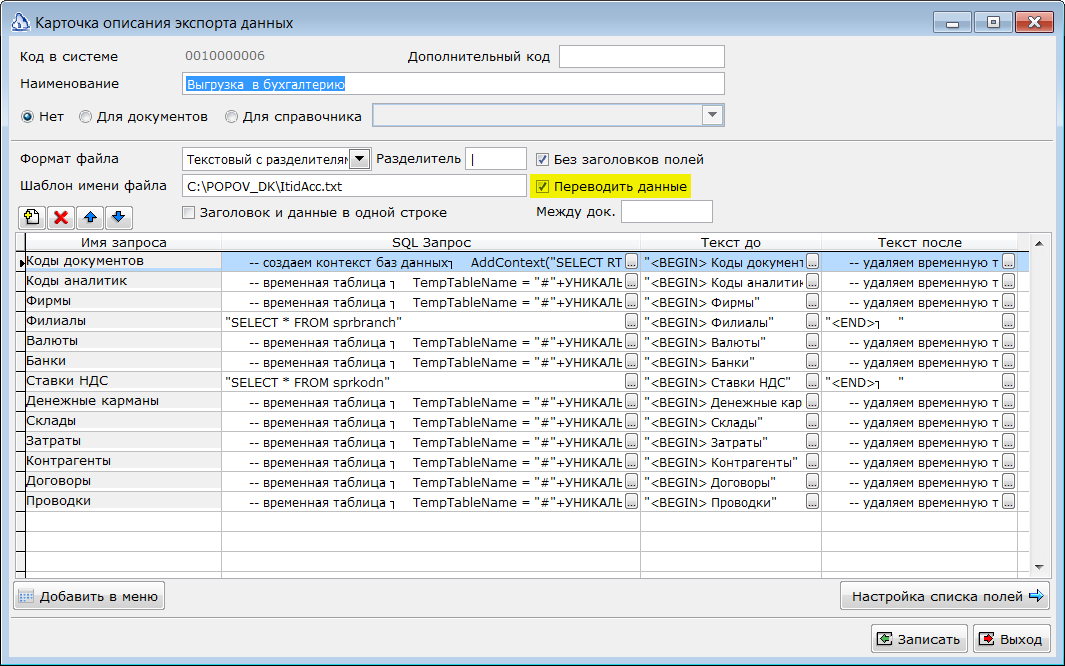 Карточка описания экспорта данных
Код в системе 0010000006 Дополнительный код
Наименование Выгрузка в бухгалтерию
Нет Для документов Для справочника
Формат файла Текстовый с разделителям Разделитель | Без заголовков полей
Шаблон имени файла C:\POPOV_DK\ItidAcc.txt Переводить данные
Заголовок и данные в одной строке Между док.
Имя запроса SQL Запрос Текст до Текст после
Коды документов -- создаем контекст баз данных┐ AddContext("SELECT RT ... "<BEGIN> Коды документ ... -- удаляем временную т ...
Коды аналитик -- временная таблица ┐ TempTableName = "#"+УНИКАЛЬ ... "<BEGIN> Коды аналитик ... -- удаляем временную т ...
Фирмы -- временная таблица ┐ TempTableName = "#"+УНИКАЛЬ ... "<BEGIN> Фирмы" ... -- удаляем временную т ...
Филиалы "SELECT * FROM sprbranch" ... "<BEGIN> Филиалы" ... "<END>┐ " ...
Валюты -- временная таблица ┐ TempTableName = "#"+УНИКАЛЬ ... "<BEGIN> Валюты" ... -- удаляем временную т ...
Банки -- временная таблица ┐ TempTableName = "#"+УНИКАЛЬ ... "<BEGIN> Банки" ... -- удаляем временную т ...
Ставки НДС "SELECT * FROM sprkodn" ... "<BEGIN> Ставки НДС" ... "<END>┐ " ...
Денежные карманы -- временная таблица ┐ TempTableName = "#"+УНИКАЛЬ ... "<BEGIN> Денежные кар ... -- удаляем временную т ...
Склады -- временная таблица ┐ TempTableName = "#"+УНИКАЛЬ ... "<BEGIN> Склады" ... -- удаляем временную т ...
Затраты -- временная таблица ┐ TempTableName = "#"+УНИКАЛЬ ... "<BEGIN> Затраты" ... -- удаляем временную т ...
Контрагенты -- временная таблица ┐ TempTableName = "#"+УНИКАЛЬ ... "<BEGIN> Контрагенты" ... -- удаляем временную т ...
Договоры -- временная таблица ┐ TempTableName = "#"+УНИКАЛЬ ... "<BEGIN> Договоры" ... -- удаляем временную т ...
Проводки -- временная таблица ┐ TempTableName = "#"+УНИКАЛЬ ... "<BEGIN> Проводки" ... -- удаляем временную т ...
Добавить в меню Настройка списка полей
Записать Выход